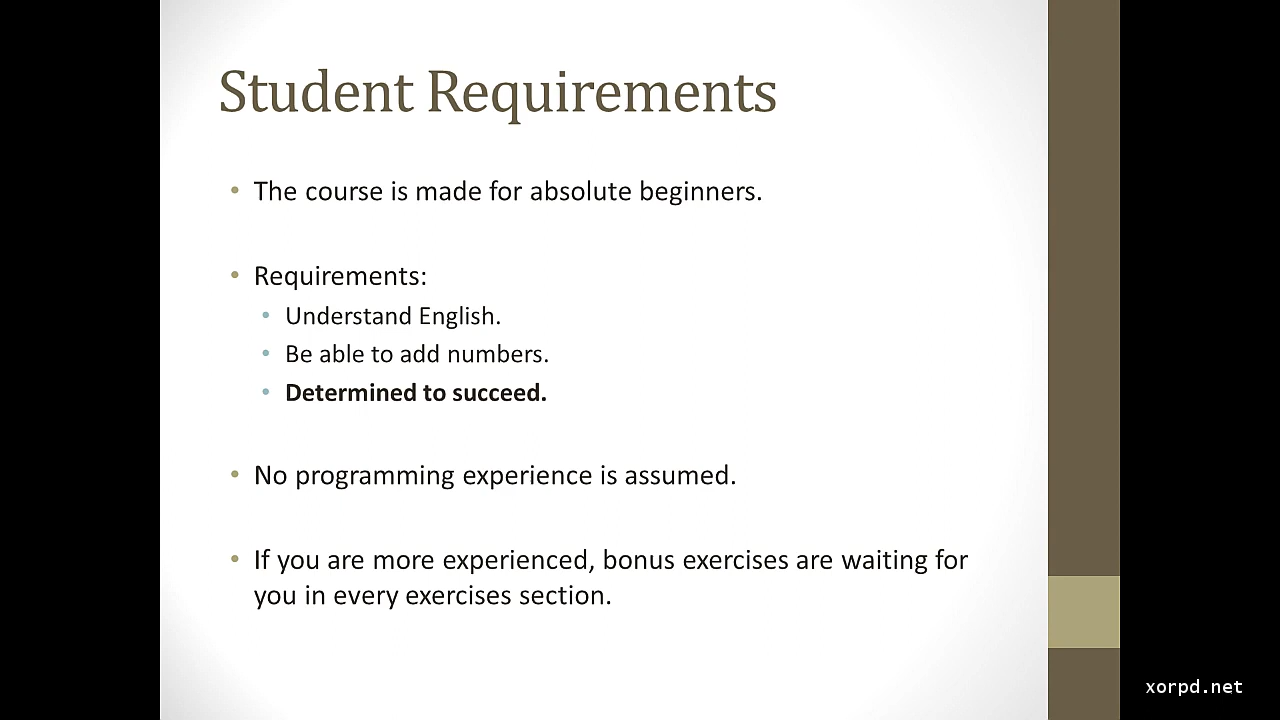 Student Requirements
• The course is made for absolute beginners.
• Requirements:
• Understand English.
• Be able to add numbers.
• Determined to succeed.
• No programming experience is assumed.
• If you are more experienced, bonus exercises are waiting for
you in every exercises section.
xorpd.net